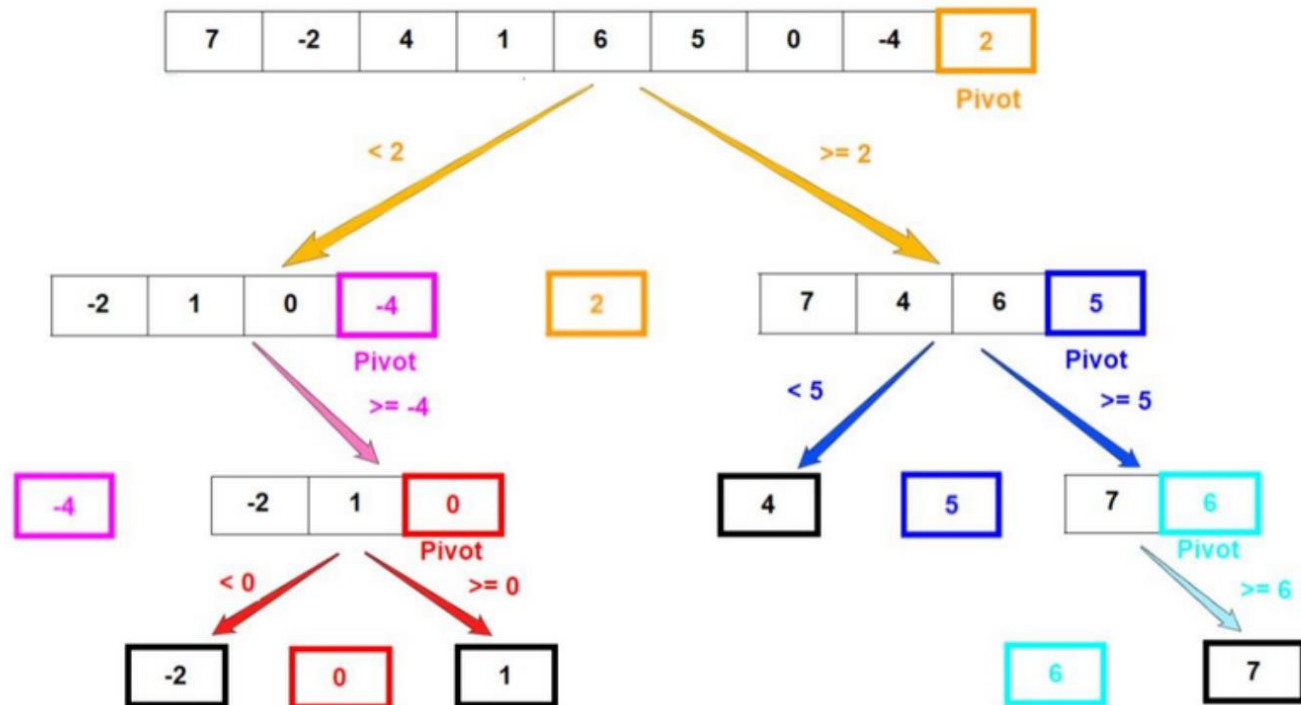 7 -2 4 1 6 5 0 -4 2
Pivot
< 2 >= 2
-2 1 0 -4 2 7 4 6 5
Pivot Pivot
>= -4 < 5 >= 5
-4 -2 1 0 4 5 7 6
Pivot Pivot
< 0 >= 0 >= 6
-2 0 1 6 7